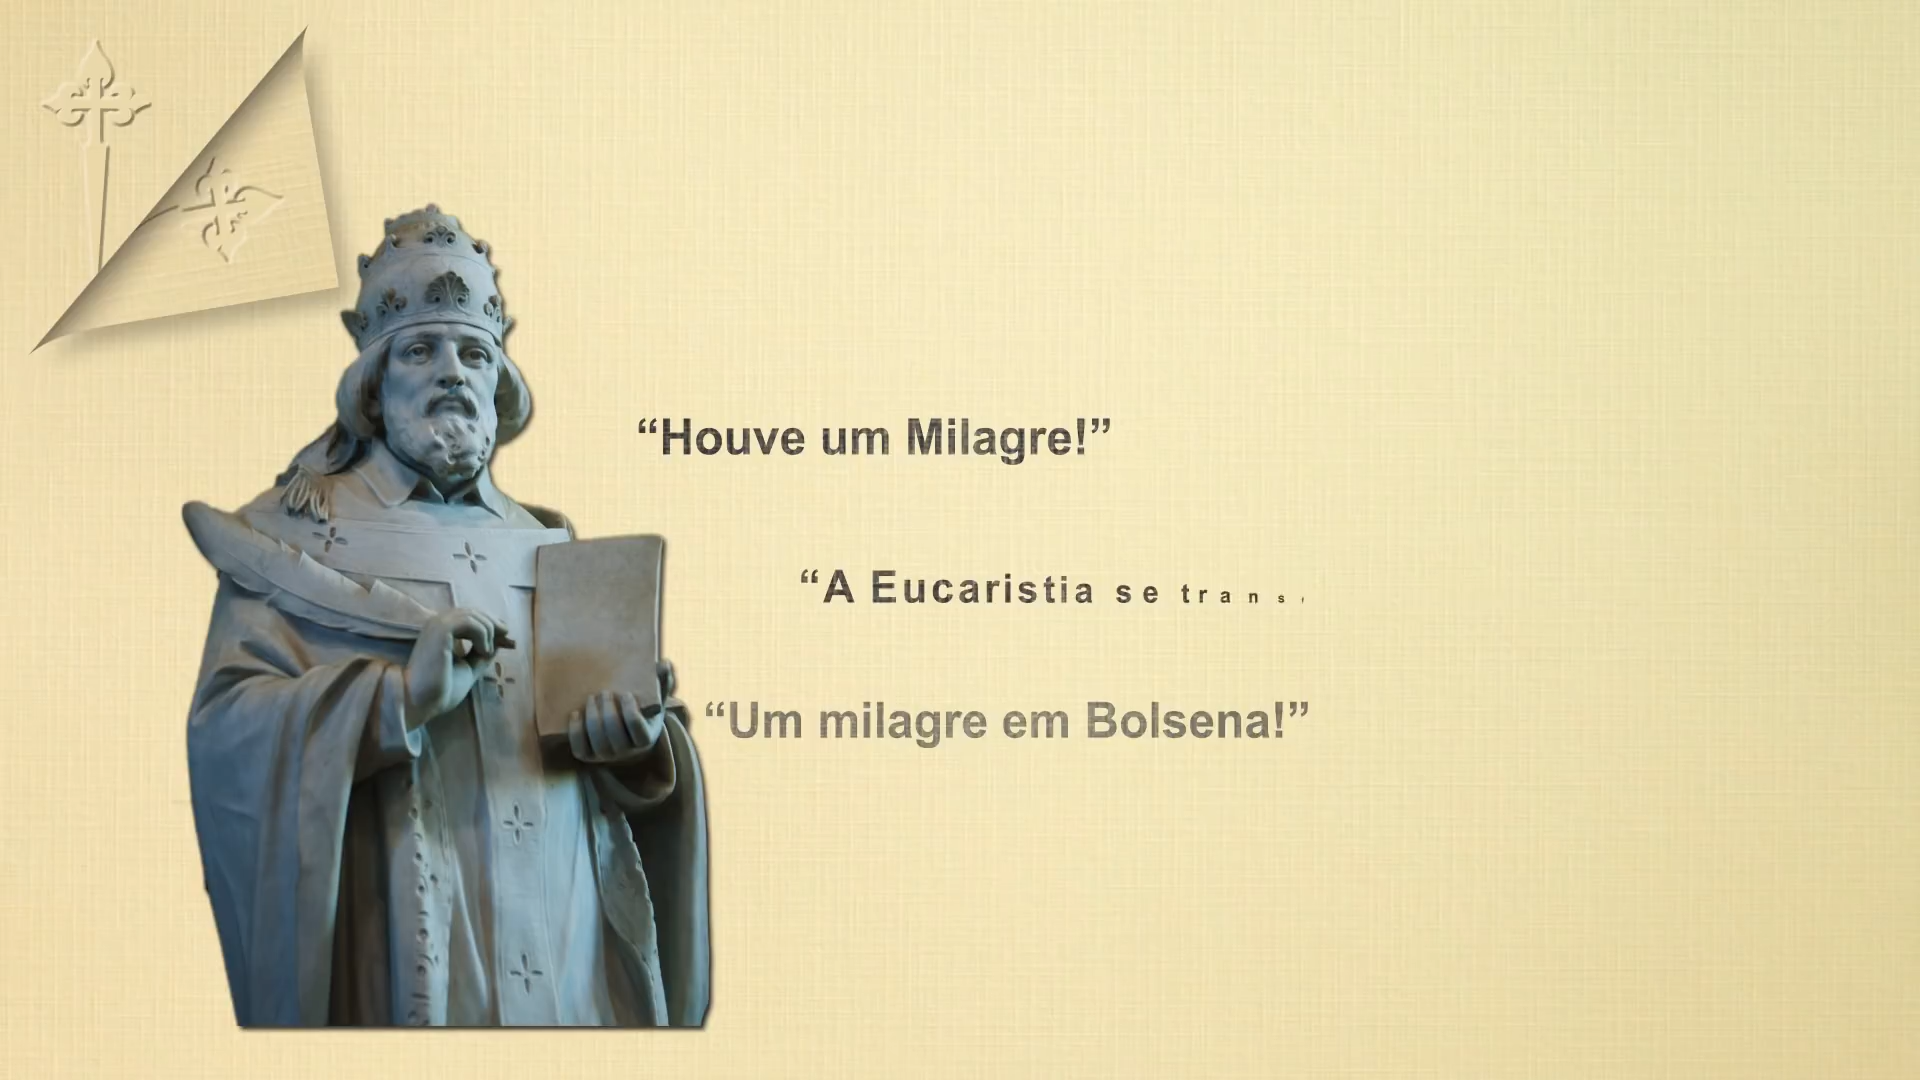 “Houve um Milagre!”
“A Eucaristia se trans
“Um milagre em Bolsena!”